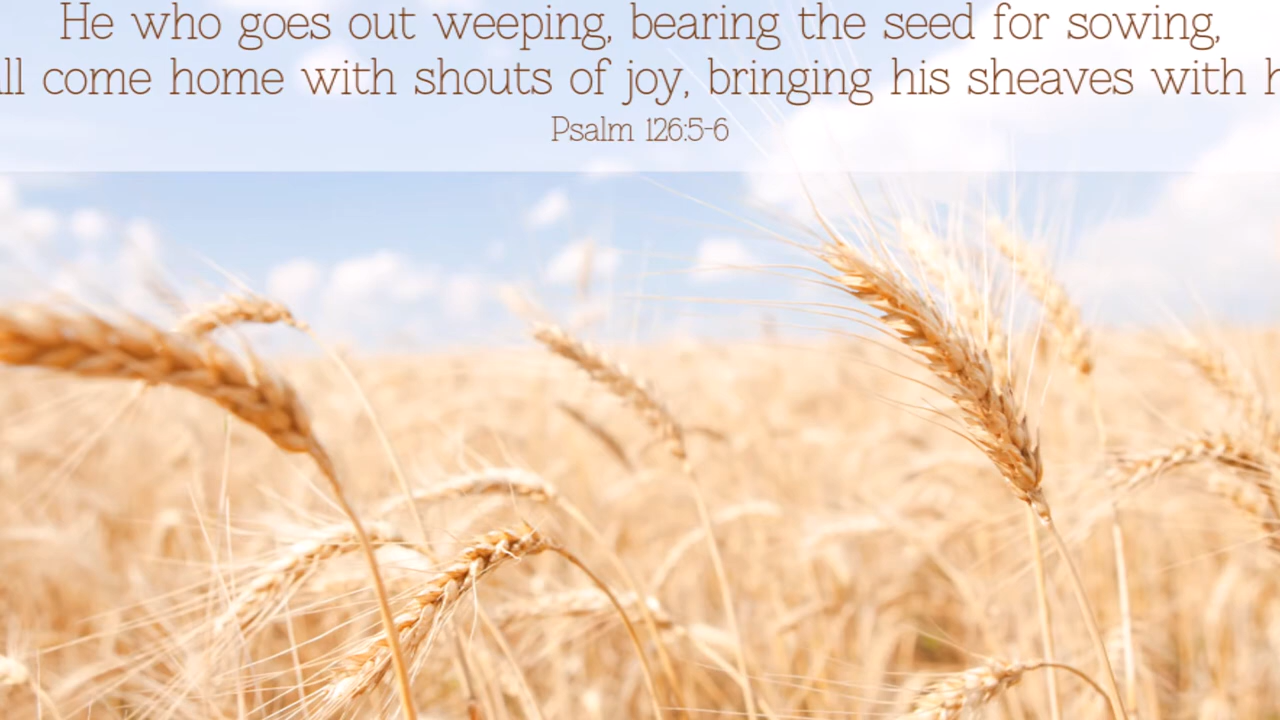 He who goes out weeping, bearing the seed for sowing,
ll come home with shouts of joy, bringing his sheaves with h
Psalm 126:5-6